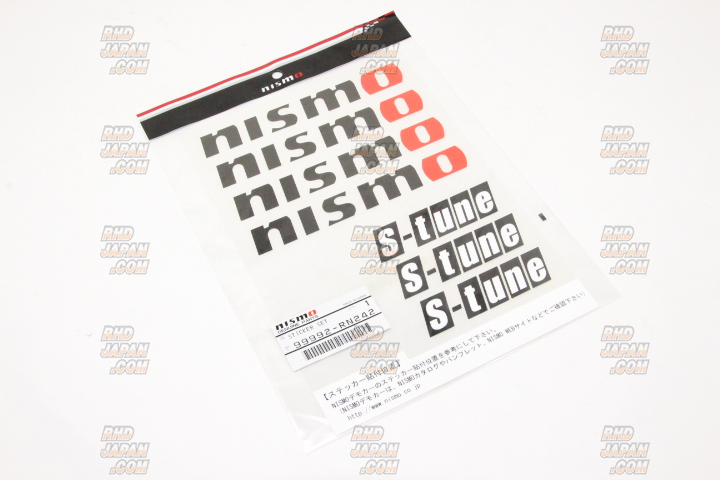 nismo
nismo
nismo
nismo
nismo
S-tune
S-tune
S-tune
nismo
STICKER SET
1
99992-RN242
【ステッカー貼付位置】
NISMOデモカーのステッカー貼付位置を参考にして下さい。
(NISMOデモカーは、NISMOカタログやパンフレット、NISMO WEBサイトなどでご確認下さい)
http://www.nismo.co.jp
RHD JAPAN .COM